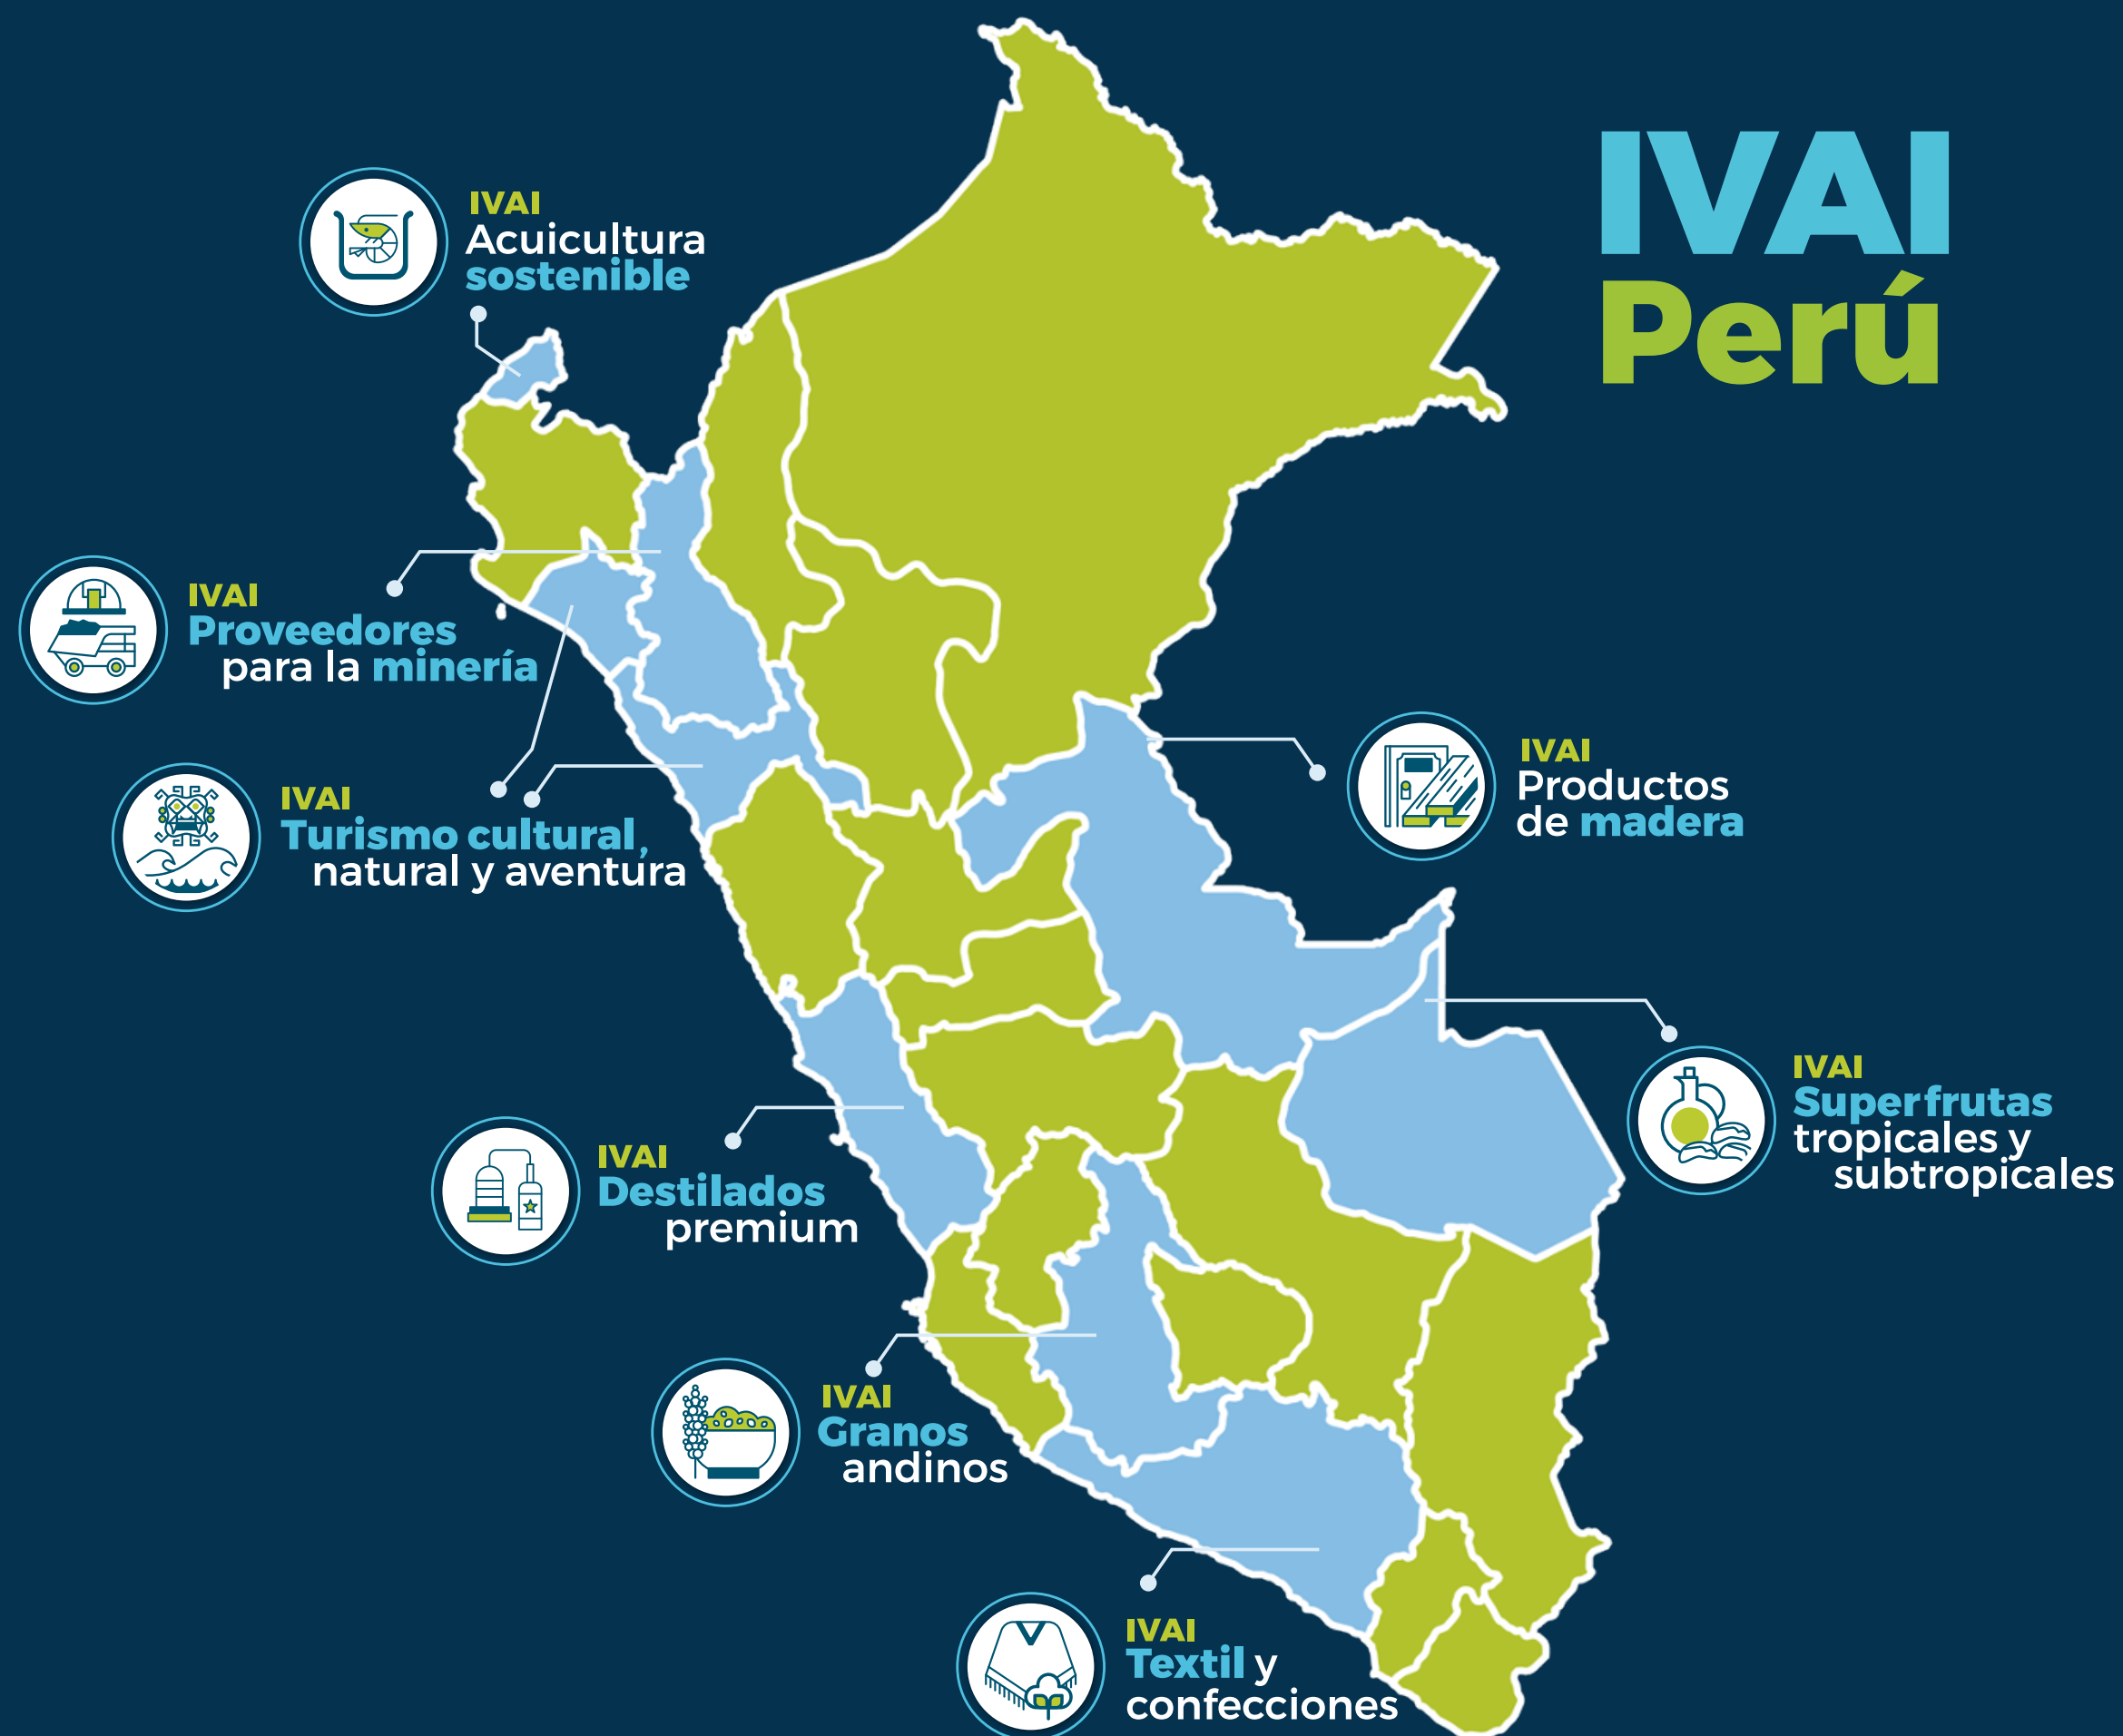 IVAI
Perú
IVAI
Acuicultura
sostenible
IVAI
Proveedores
para la minería
IVAI
Turismo cultural,
natural y aventura
IVAI
Productos
de madera
IVAI
Superfrutas
tropicales y
subtropicales
IVAI
Destilados
premium
IVAI
Granos
andinos
IVAI
Textil y
confecciones